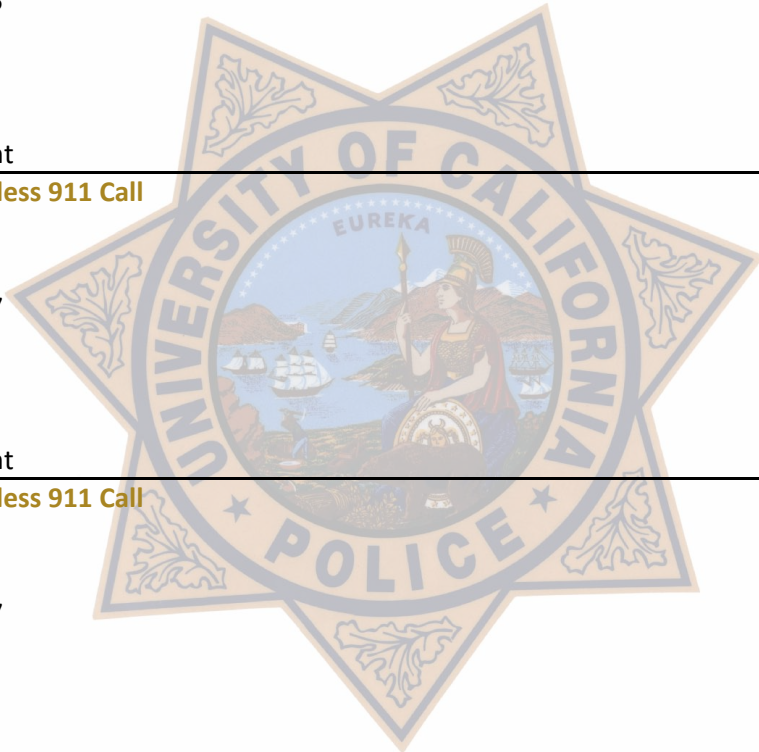 nt
less 911 Call
nt
less 911 Call
UNIVERSITY OF CALIFORNIA
EUREKA
★ POLICE ★